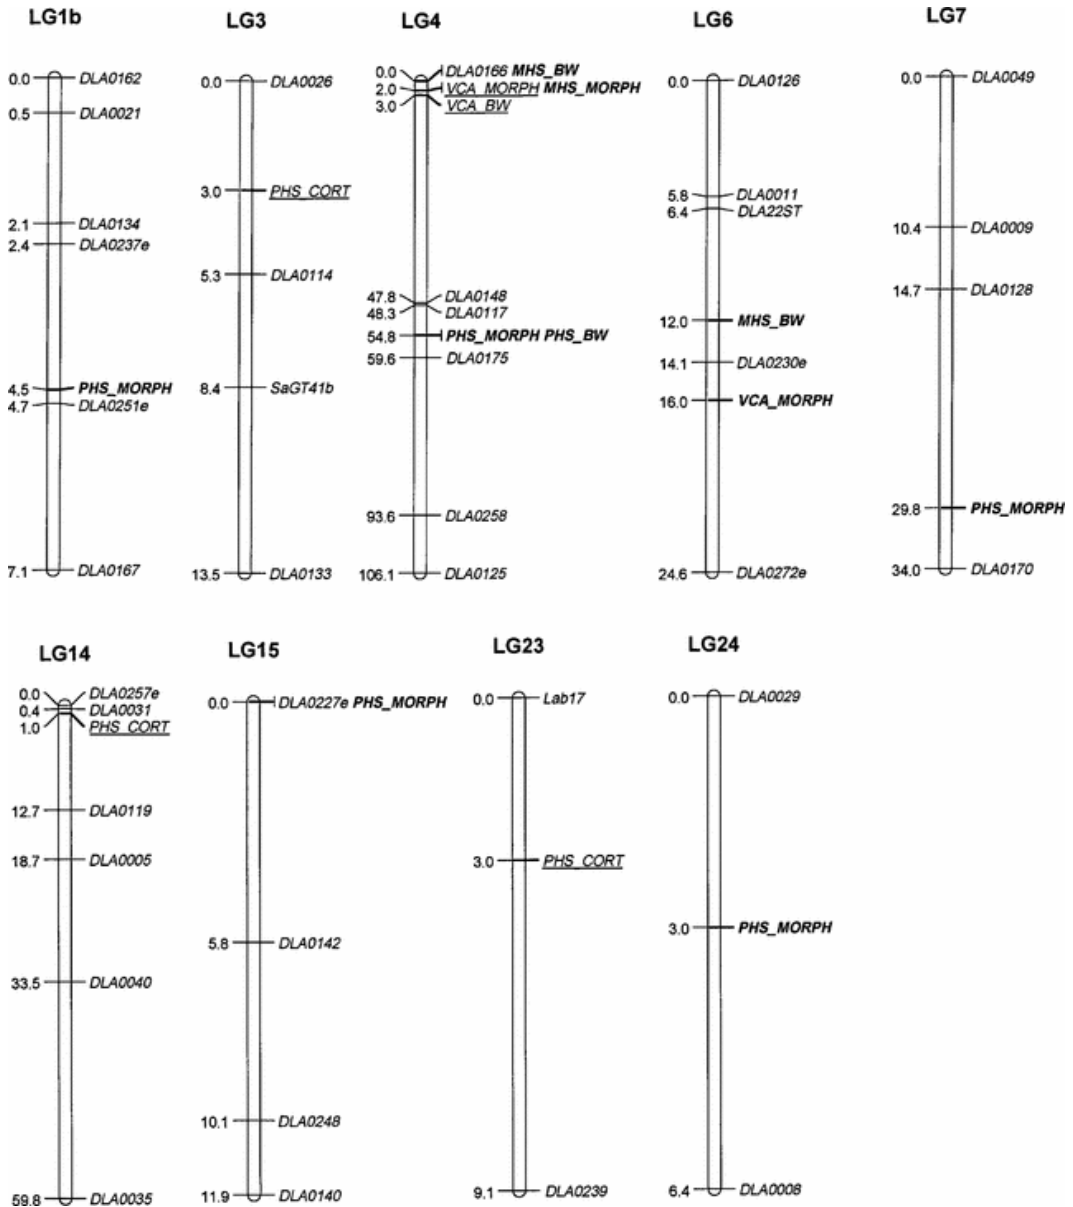 LG1b
0.0 DLA0162
0.5 DLA0021
2.1 DLA0134
2.4 DLA0237e
4.5 PHS_MORPH
4.7 DLA0251e
7.1 DLA0167
LG3
0.0 DLA0026
3.0 PHS_CORT
5.3 DLA0114
8.4 SaGT41b
13.5 DLA0133
LG4
0.0 DLA0166 MHS_BW
2.0 VCA_MORPH MHS_MORPH
3.0 VCA_BW
47.8 DLA0148
48.3 DLA0117
54.8 PHS_MORPH PHS_BW
59.6 DLA0175
93.6 DLA0258
106.1 DLA0125
LG6
0.0 DLA0126
5.8 DLA0011
6.4 DLA22ST
12.0 MHS_BW
14.1 DLA0230e
16.0 VCA_MORPH
24.6 DLA0272e
LG7
0.0 DLA0049
10.4 DLA0009
14.7 DLA0128
29.8 PHS_MORPH
34.0 DLA0170
LG14
0.0 DLA0257e
0.4 DLA0031
1.0 PHS_CORT
12.7 DLA0119
18.7 DLA0005
33.5 DLA0040
59.8 DLA0035
LG15
0.0 DLA0227e PHS_MORPH
5.8 DLA0142
10.1 DLA0248
11.9 DLA0140
LG23
0.0 Lab17
3.0 PHS_CORT
9.1 DLA0239
LG24
0.0 DLA0029
3.0 PHS_MORPH
6.4 DLA0008